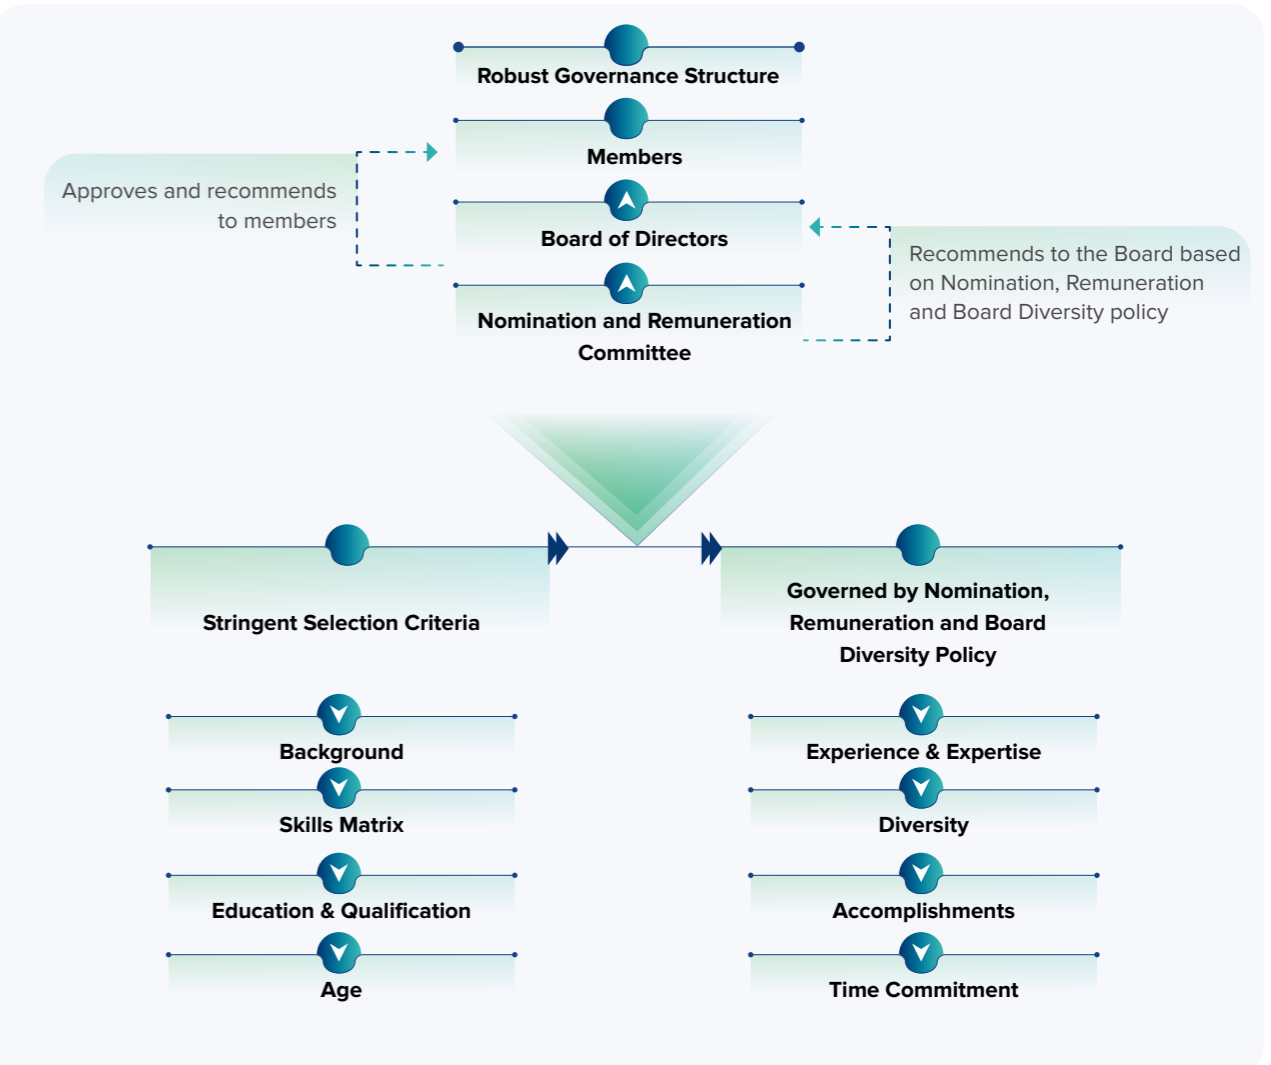 Robust Governance Structure
Members
Approves and recommends
to members
Board of Directors
Recommends to the Board based
on Nomination, Remuneration
and Board Diversity policy
Nomination and Remuneration
Committee
Stringent Selection Criteria
Governed by Nomination,
Remuneration and Board
Diversity Policy
Background
Skills Matrix
Education & Qualification
Age
Experience & Expertise
Diversity
Accomplishments
Time Commitment